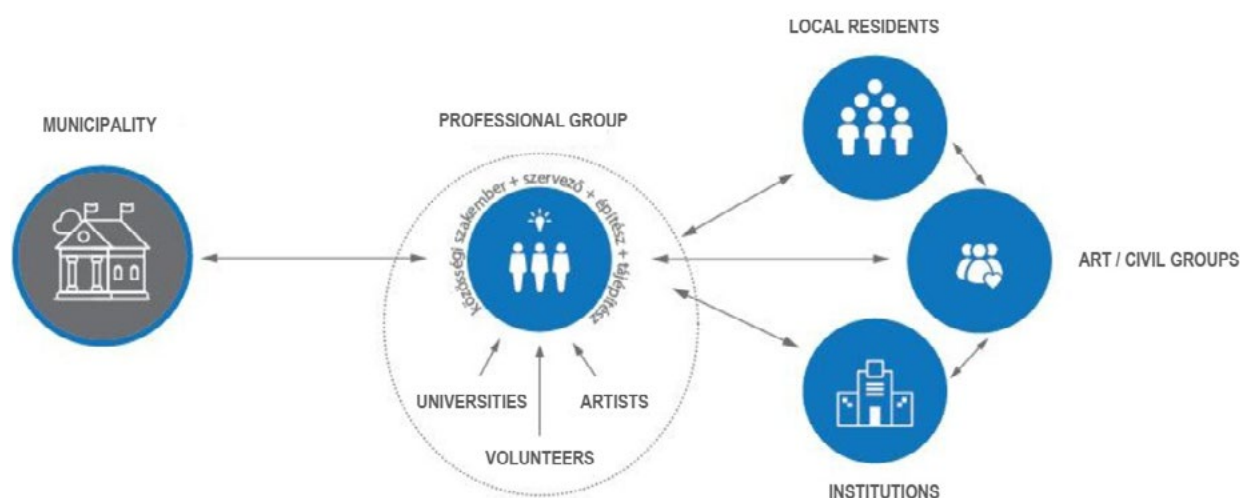 LOCAL RESIDENTS
MUNICIPALITY
PROFESSIONAL GROUP
közösségi szakember + szervező + építész + tájépítész
ART / CIVIL GROUPS
UNIVERSITIES
ARTISTS
VOLUNTEERS
INSTITUTIONS